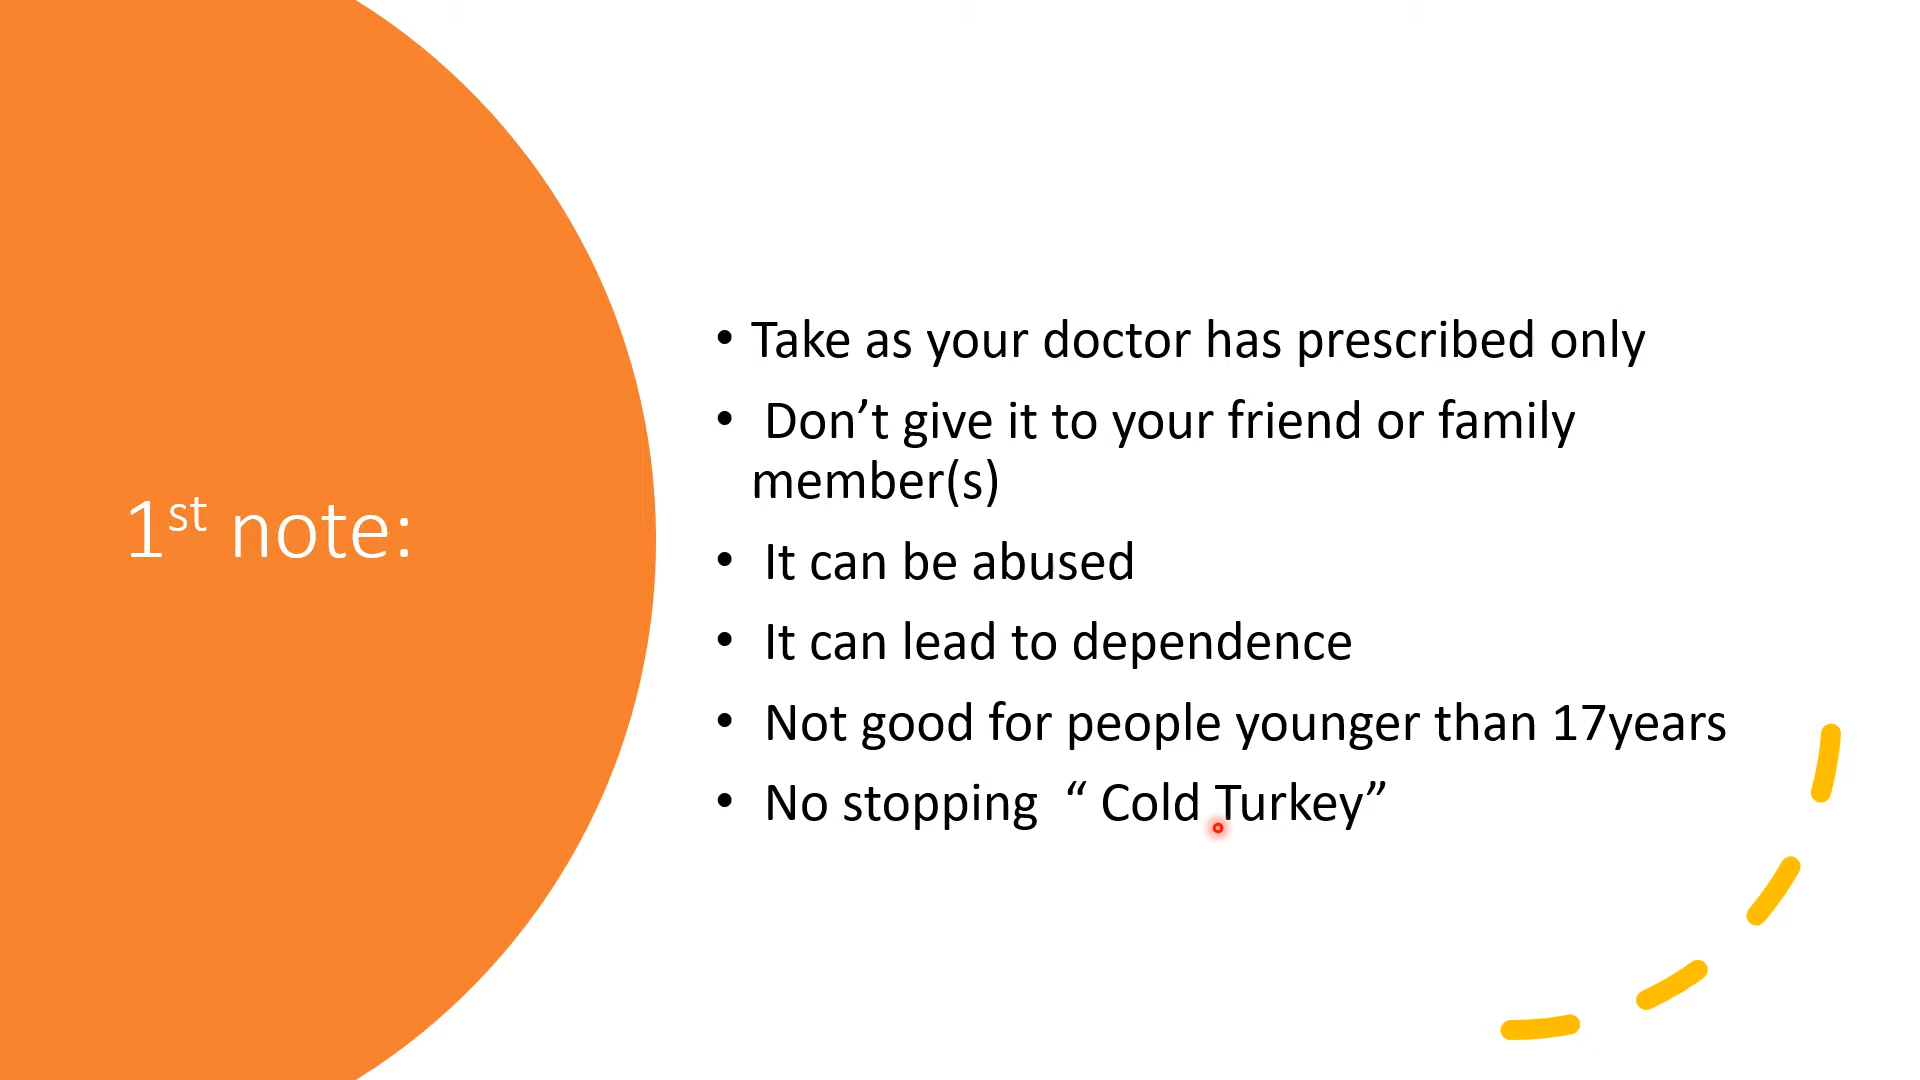 1st note:
• Take as your doctor has prescribed only
• Don’t give it to your friend or family
member(s)
• It can be abused
• It can lead to dependence
• Not good for people younger than 17years
• No stopping “ Cold Turkey”